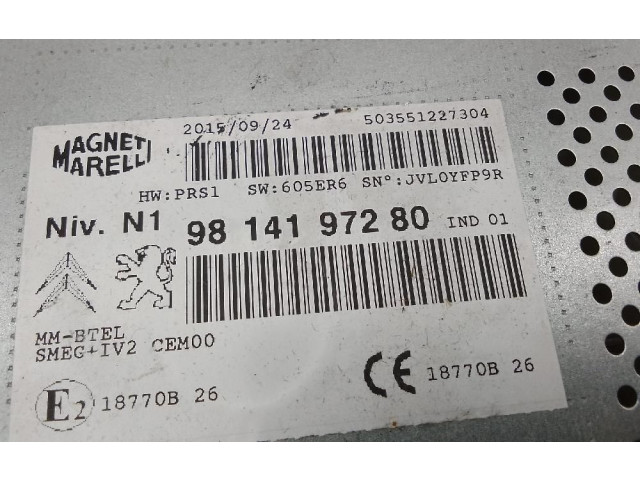 MAGNETI MARELLI
2015/09/24 503551227304
HW:PRS1 SW:605ER6 SN°:JVL0YFP9R
Niv. N1 98 141 972 80 IND 01
MM-BTEL
SMEG+IV2 CEM00
E2 18770B 26
CE 18770B 26